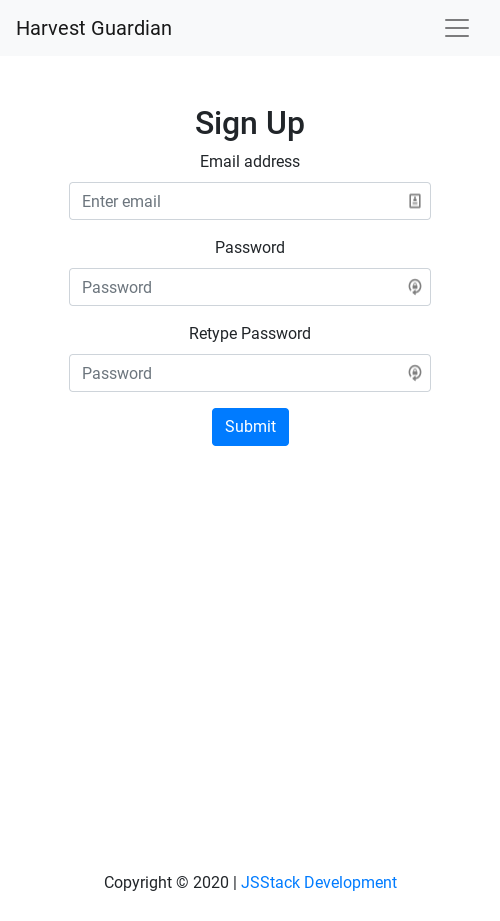 Harvest Guardian
Sign Up
Email address
Enter email
Password
Password
Retype Password
Password
Submit
Copyright © 2020 | JSStack Development